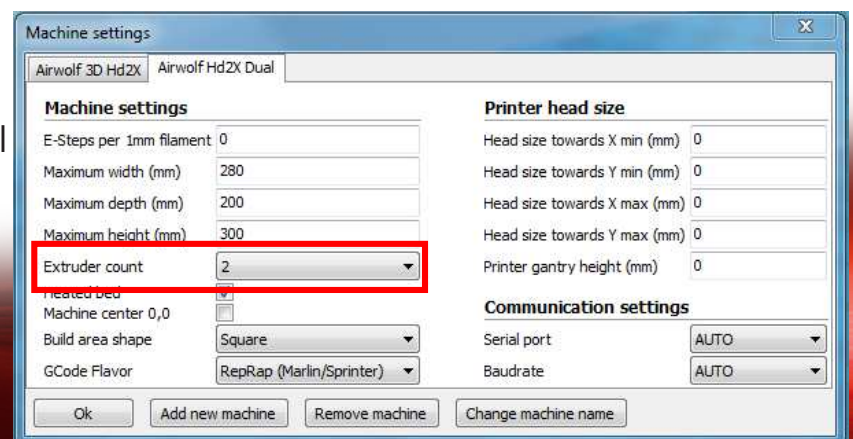 Machine settings
Airwolf 3D Hd2X
Airwolf Hd2X Dual
Machine settings
E-Steps per 1mm filament 0
Maximum width (mm) 280
Maximum depth (mm) 200
Maximum height (mm) 300
Extruder count 2
Heated bed
Machine center 0,0
Build area shape Square
GCode Flavor RepRap (Marlin/Sprinter)
Printer head size
Head size towards X min (mm) 0
Head size towards Y min (mm) 0
Head size towards X max (mm) 0
Head size towards Y max (mm) 0
Printer gantry height (mm) 0
Communication settings
Serial port AUTO
Baudrate AUTO
Ok Add new machine Remove machine Change machine name